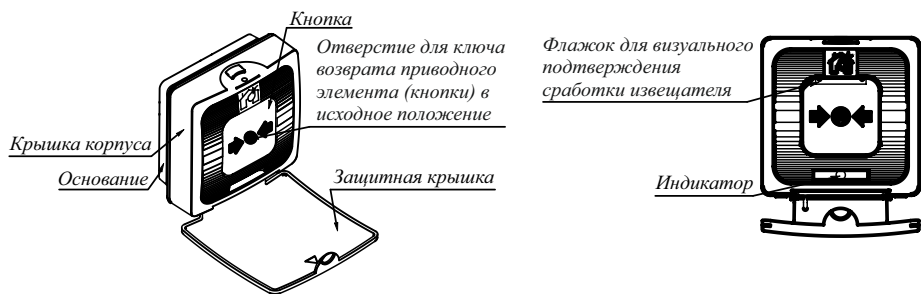 Кнопка
Отверстие для ключа
возврата приводного
элемента (кнопки) в
исходное положение
Крышка корпуса
Основание
Защитная крышка
Флажок для визуального
подтверждения
сработки извещателя
Индикатор